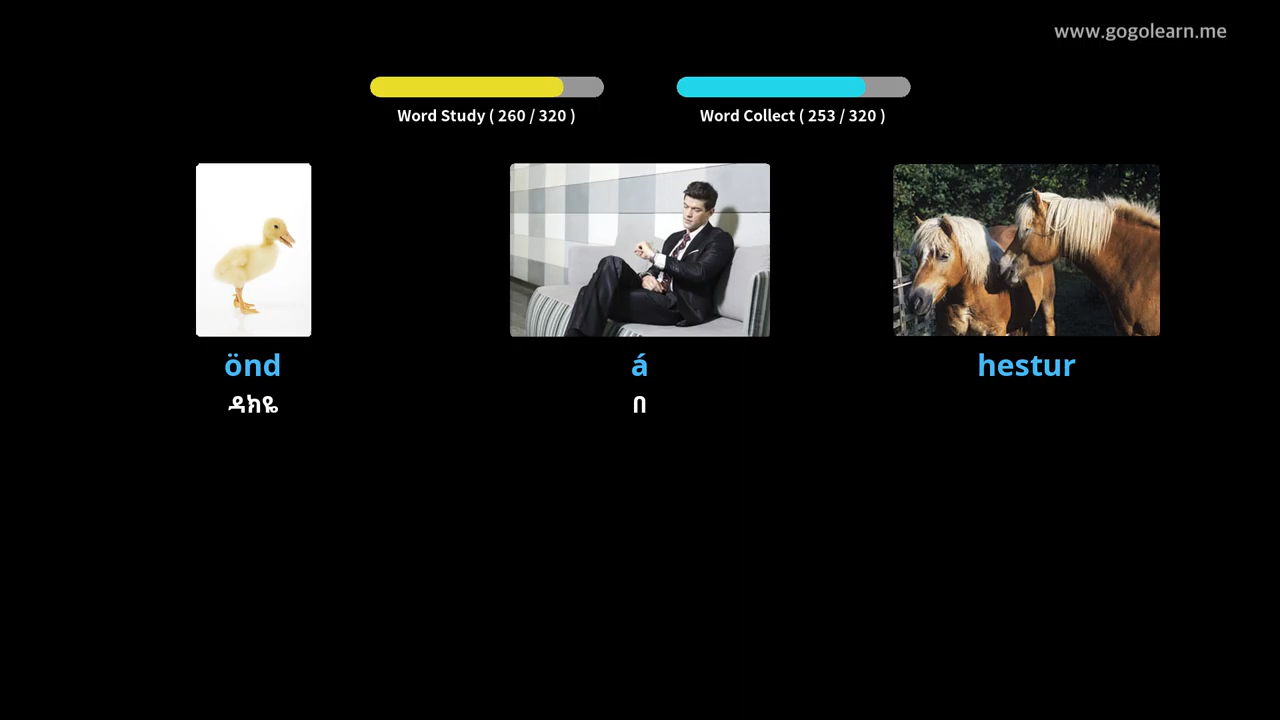 www.gogolearn.me
Word Study ( 260 / 320 )
Word Collect ( 253 / 320 )
önd
á
hestur
ዳክዬ
በ